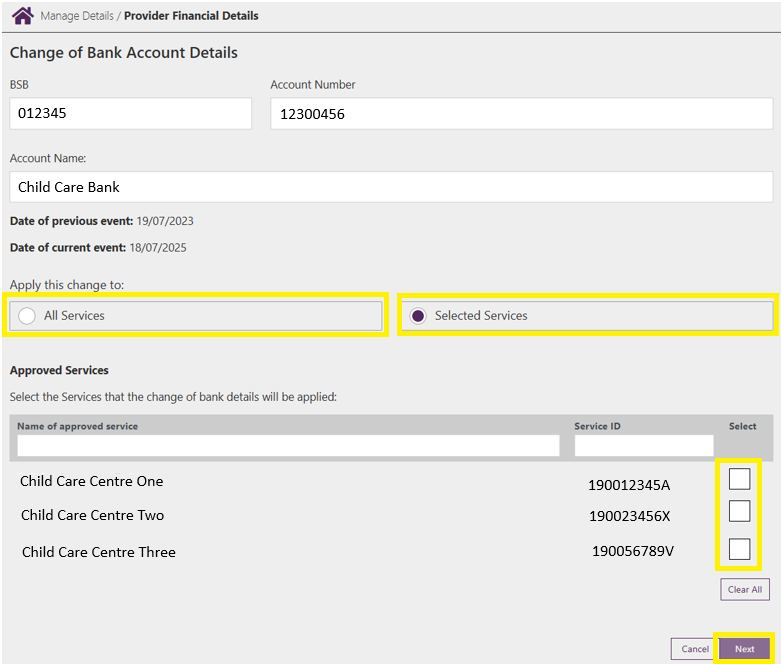 Manage Details / Provider Financial Details
Change of Bank Account Details
BSB Account Number
012345 12300456
Account Name:
Child Care Bank
Date of previous event: 19/07/2023
Date of current event: 18/07/2025
Apply this change to:
All Services Selected Services
Approved Services
Select the Services that the change of bank details will be applied:
Name of approved service Service ID Select
Child Care Centre One 190012345A
Child Care Centre Two 190023456X
Child Care Centre Three 190056789V
Clear All
Cancel Next